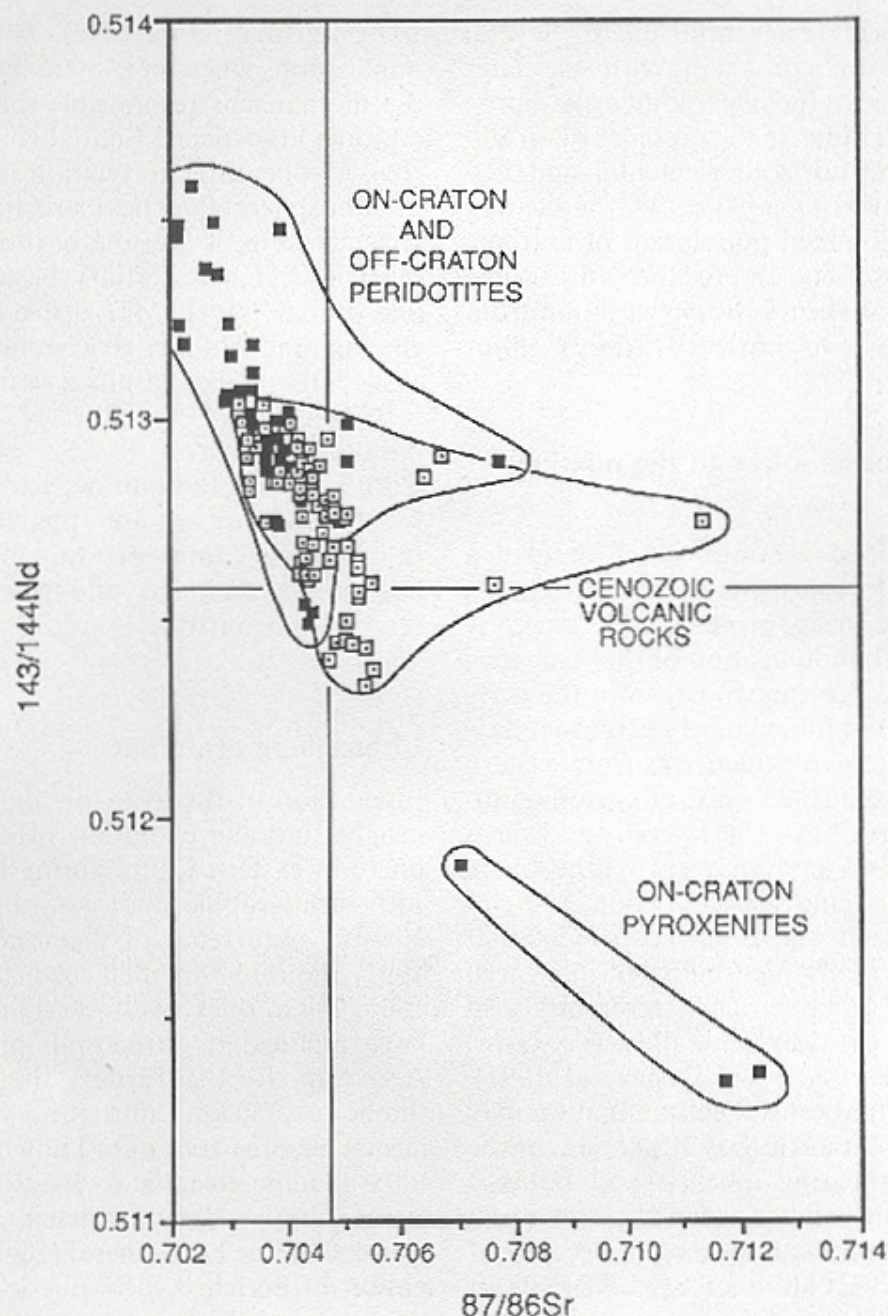 0.514
ON-CRATON
AND
OFF-CRATON
PERIDOTITES
0.513
CENOZOIC
VOLCANIC
ROCKS
143/144Nd
0.512
ON-CRATON
PYROXENITES
0.511
0.702 0.704 0.706 0.708 0.710 0.712 0.714
87/86Sr